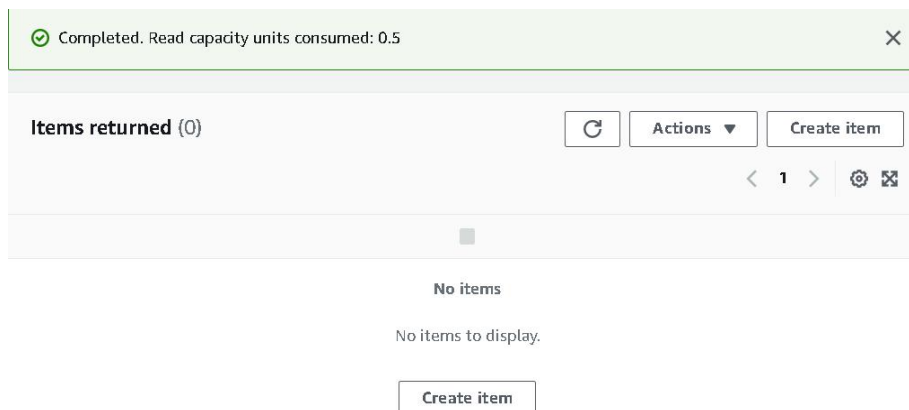 Completed. Read capacity units consumed: 0.5
Items returned (0)
Actions
Create item
1
No items
No items to display.
Create item